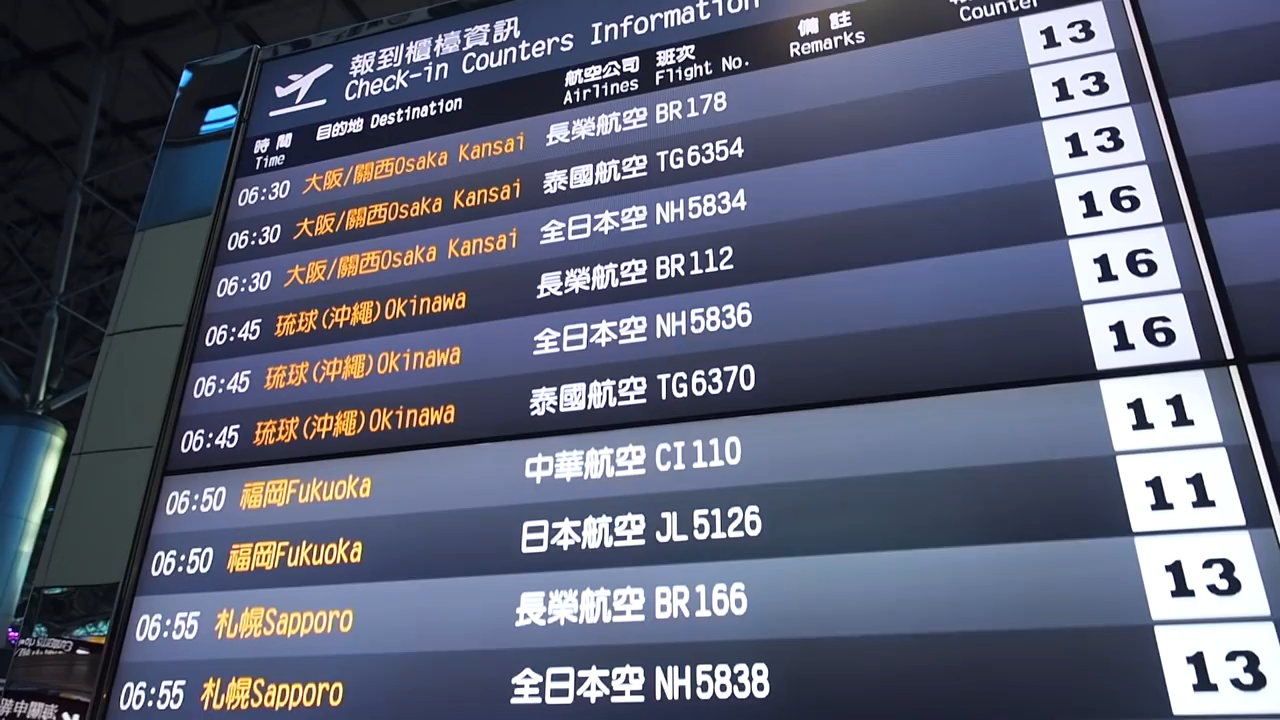 報到櫃檯資訊
Check-in Counters Information
時間 目的地 Destination 航空公司 班次 備註
Time Airlines Flight No. Remarks Counter
06:30 大阪/關西Osaka Kansai 長榮航空 BR178 13
06:30 大阪/關西Osaka Kansai 泰國航空 TG6354 13
06:30 大阪/關西Osaka Kansai 全日本空 NH5834 13
06:45 琉球(沖繩)Okinawa 長榮航空 BR112 16
06:45 琉球(沖繩)Okinawa 全日本空 NH5836 16
06:45 琉球(沖繩)Okinawa 泰國航空 TG6370 16
06:50 福岡Fukuoka 中華航空 CI110 11
06:50 福岡Fukuoka 日本航空 JL5126 11
06:55 札幌Sapporo 長榮航空 BR166 13
06:55 札幌Sapporo 全日本空 NH5838 13